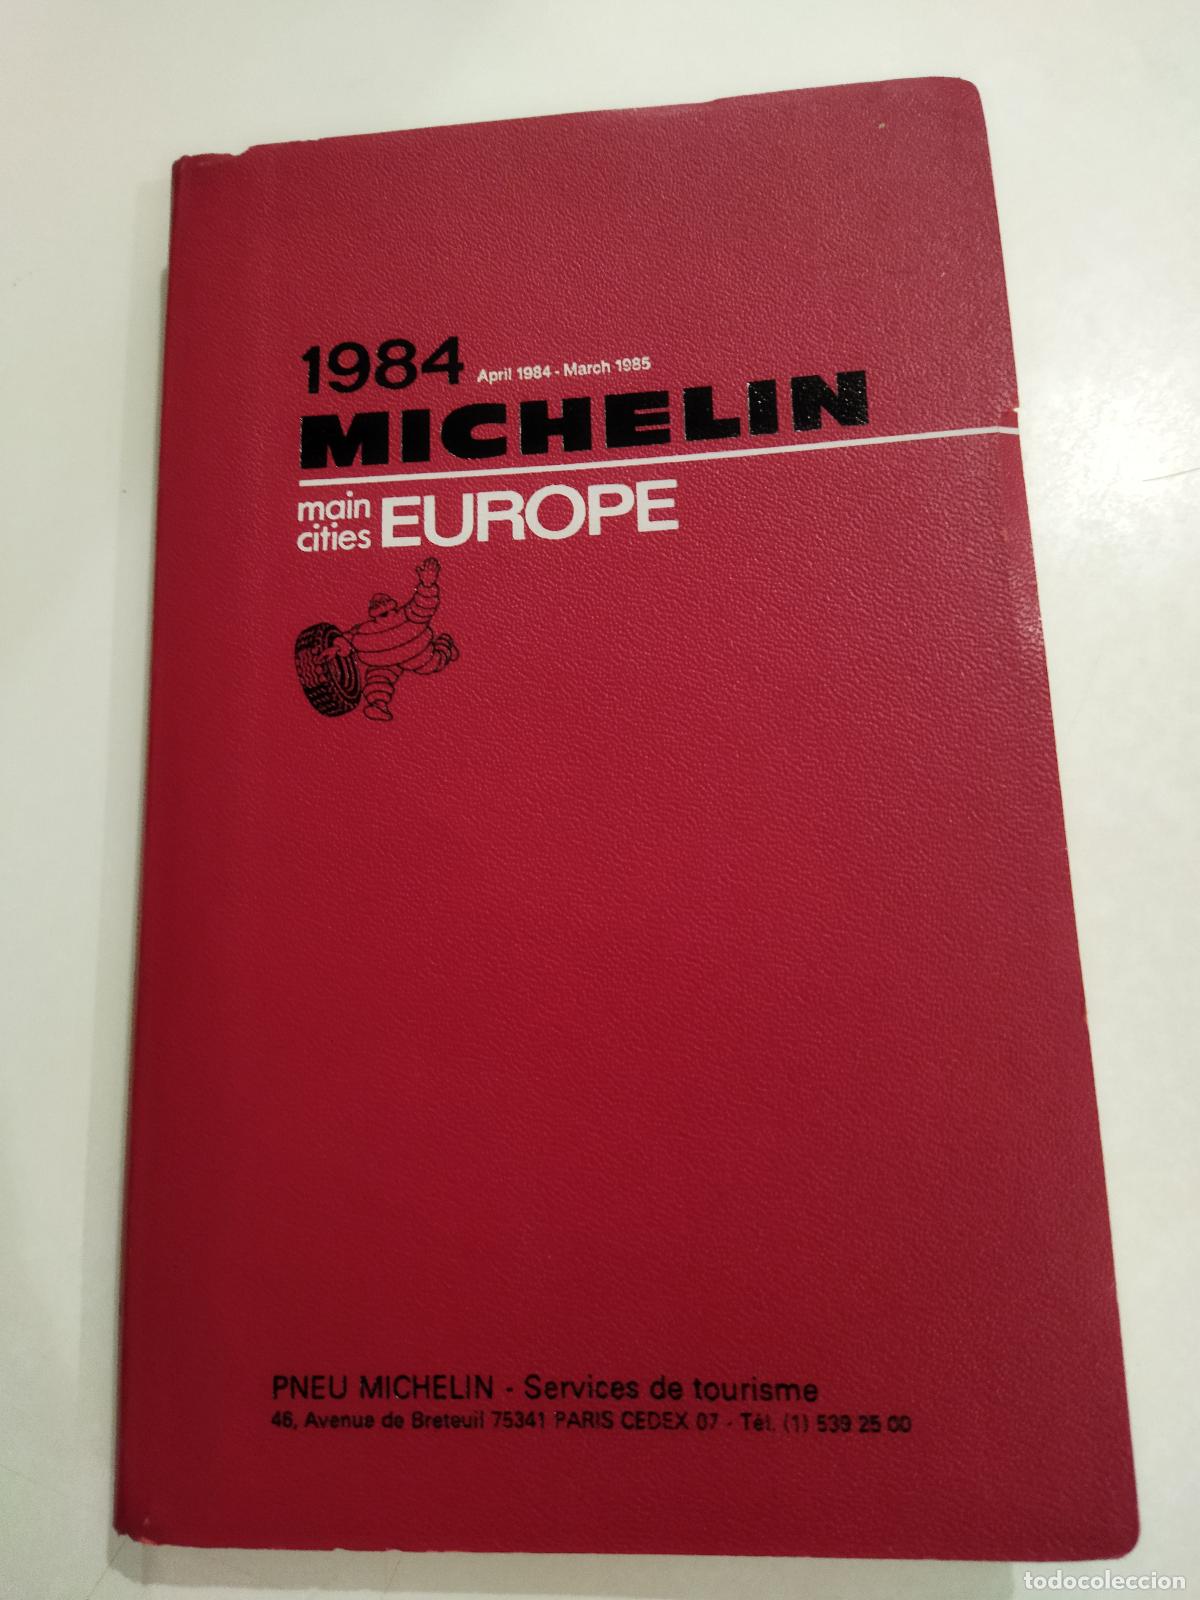 1984 April 1984 - March 1985
MICHELIN
main
cities EUROPE
PNEU MICHELIN - Services de tourisme
46, Avenue de Breteuil 75341 PARIS CEDEX 07 - Tél. (1) 539 25 00
todocoleccion